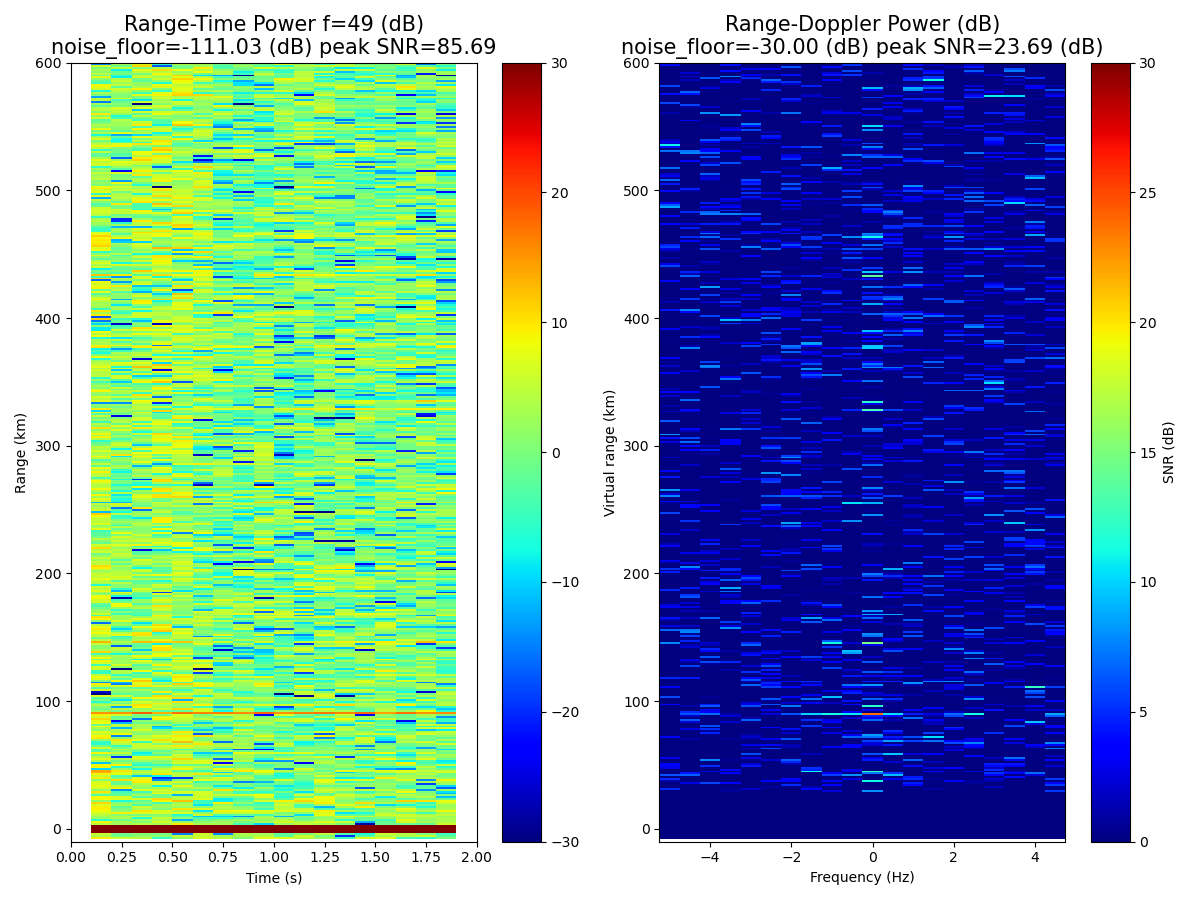 Range-Time Power f=49 (dB)
noise_floor=-111.03 (dB) peak SNR=85.69
Range-Doppler Power (dB)
noise_floor=-30.00 (dB) peak SNR=23.69 (dB)
600
500
400
300
200
100
0
Range (km)
0.00 0.25 0.50 0.75 1.00 1.25 1.50 1.75 2.00
Time (s)
30
20
10
0
−10
−20
−30
600
500
400
300
200
100
0
Virtual range (km)
−4 −2 0 2 4
Frequency (Hz)
30
25
20
15
10
5
0
SNR (dB)